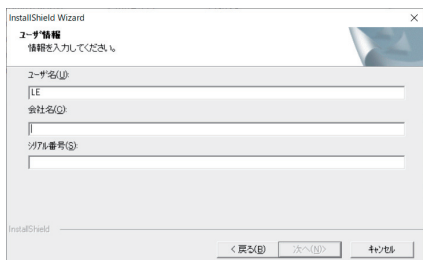 InstallShield Wizard
ユーザ情報
情報を入力してください。
ユーザ名(U):
LE
会社名(C):
シリアル番号(S):
InstallShield
< 戻る(B)
次へ(N)>
キャンセル